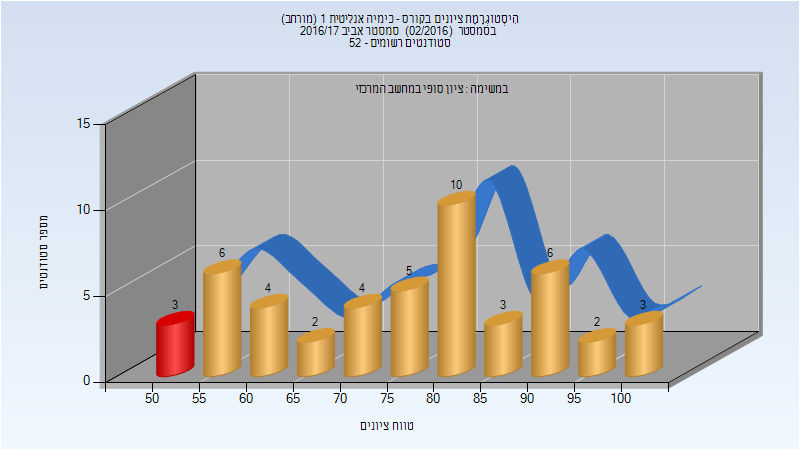 הִיסְטוֹגְרַמַּת ציונים בקורס - כימיה אנליטית 1 (מורחב)
בסמסטר (02/2016) סמסטר אביב 2016/17
סטודנטים רשומים - 52
במשימה : ציון סופי במחשב המרכזי
מספר סטודנטים
15
10
5
0
3
6
4
2
4
5
10
3
6
2
3
50 55 60 65 70 75 80 85 90 95 100
טווח ציונים